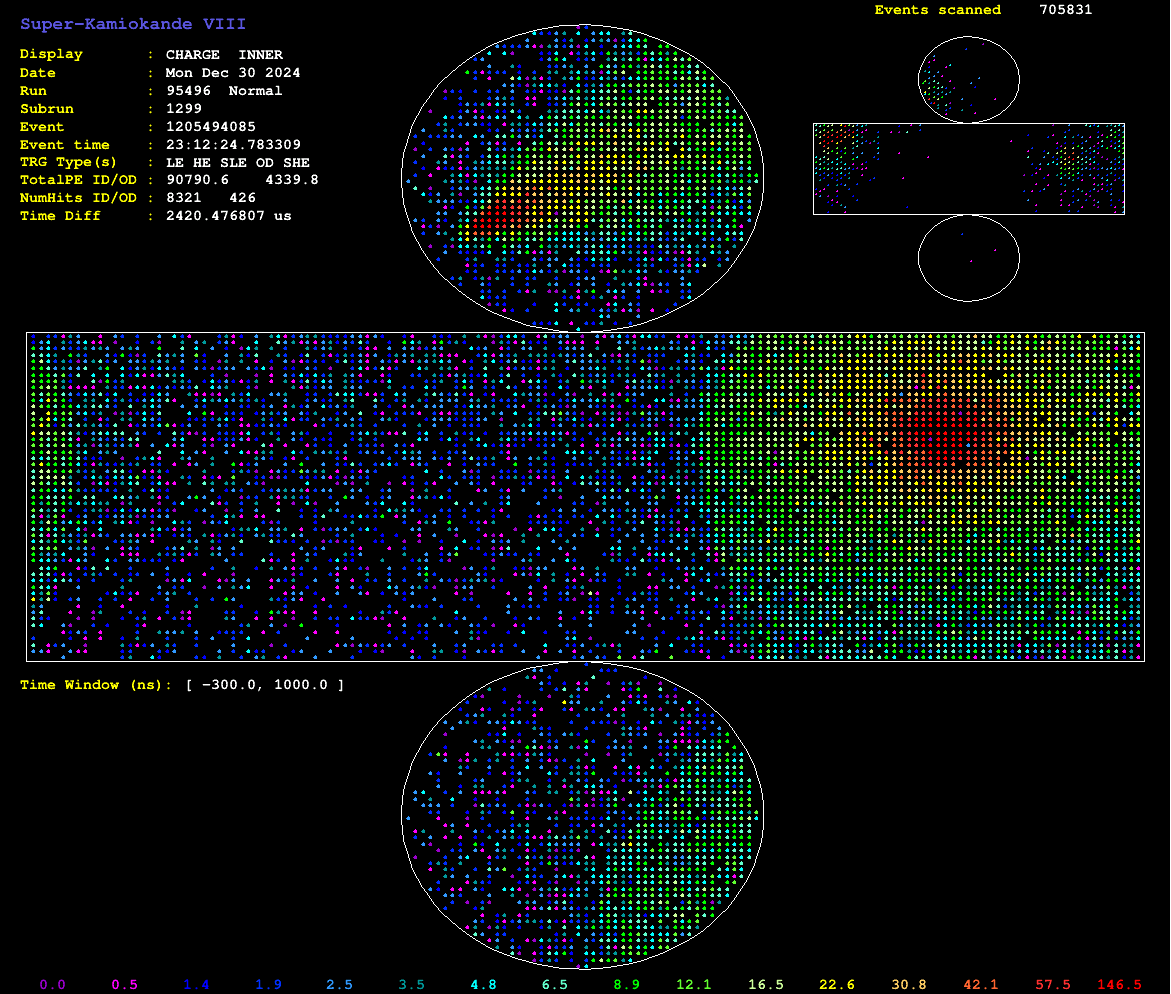 Super-Kamiokande VIII
Events scanned 705831
Display : CHARGE INNER
Date : Mon Dec 30 2024
Run : 95496 Normal
Subrun : 1299
Event : 1205494085
Event time : 23:12:24.783309
TRG Type(s) : LE HE SLE OD SHE
TotalPE ID/OD : 90790.6 4339.8
NumHits ID/OD : 8321 426
Time Diff : 2420.476807 us
Time Window (ns): [ −300.0, 1000.0 ]
0.0 0.5 1.4 1.9 2.5 3.5 4.8 6.5 8.9 12.1 16.5 22.6 30.8 42.1 57.5 146.5